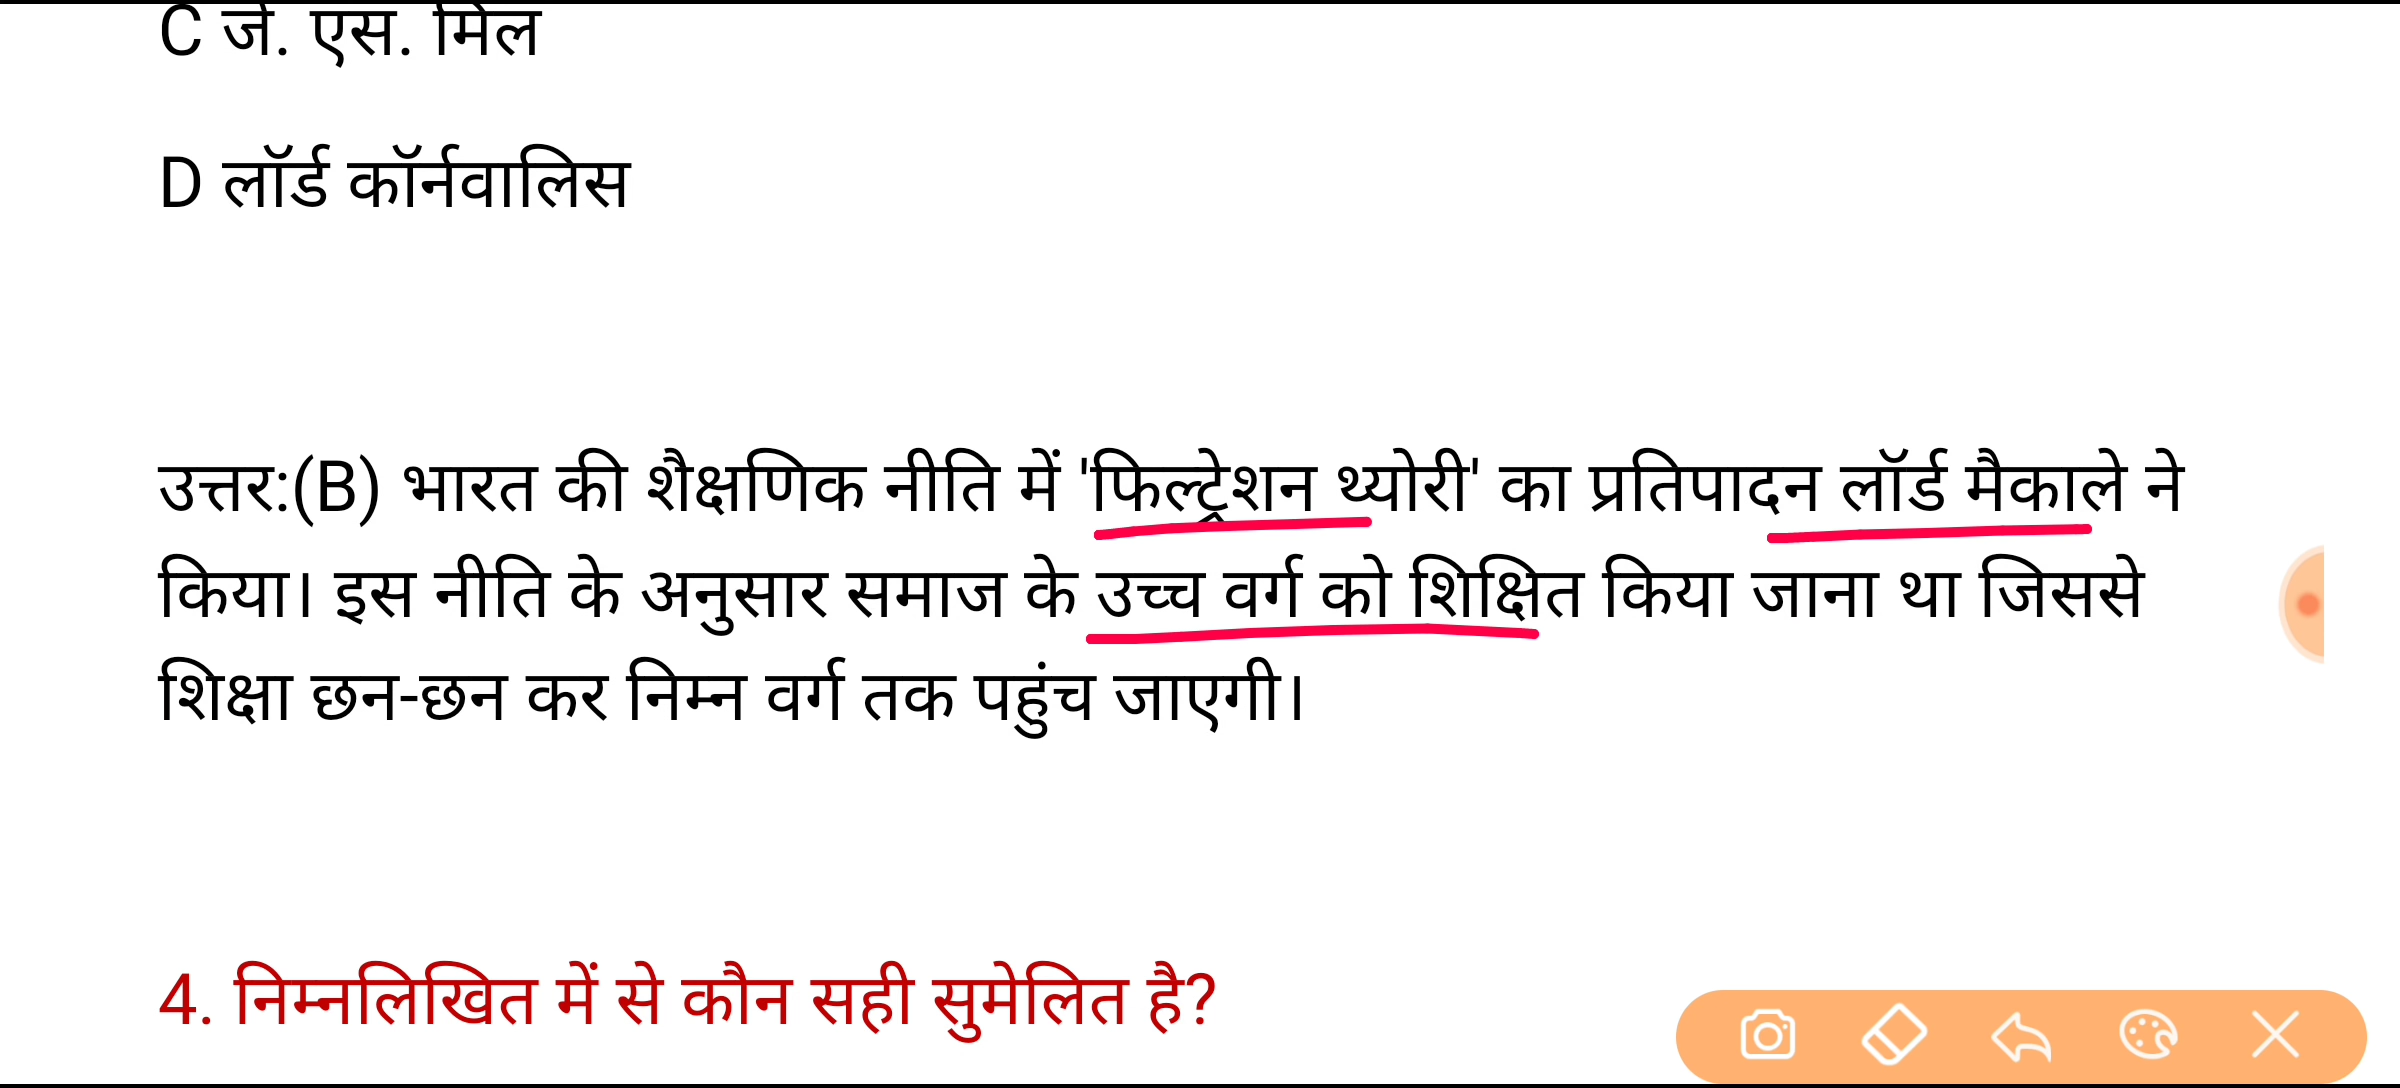 C जे. एस. मिल
D लॉर्ड कॉर्नवालिस
उत्तर:(B) भारत की शैक्षणिक नीति में 'फिल्ट्रेशन थ्योरी' का प्रतिपादन लॉर्ड मैकाले ने
किया। इस नीति के अनुसार समाज के उच्च वर्ग को शिक्षित किया जाना था जिससे
शिक्षा छन-छन कर निम्न वर्ग तक पहुंच जाएगी।
4. निम्नलिखित में से कौन सही सुमेलित है?